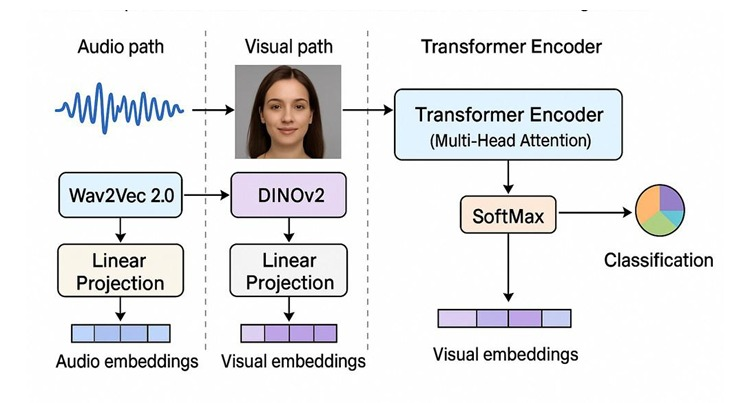 Audio path
Visual path
Transformer Encoder
Transformer Encoder
(Multi-Head Attention)
Wav2Vec 2.0
DINOv2
SoftMax
Linear
Projection
Linear
Projection
Classification
Audio embeddings
Visual embeddings
Visual embeddings